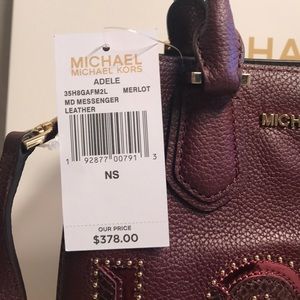 MICHAEL
MICHAEL KORS
ADELE
35H8GAFM2L MERLOT
MD MESSENGER
LEATHER
1 92877 00791 3
NS
OUR PRICE
$378.00